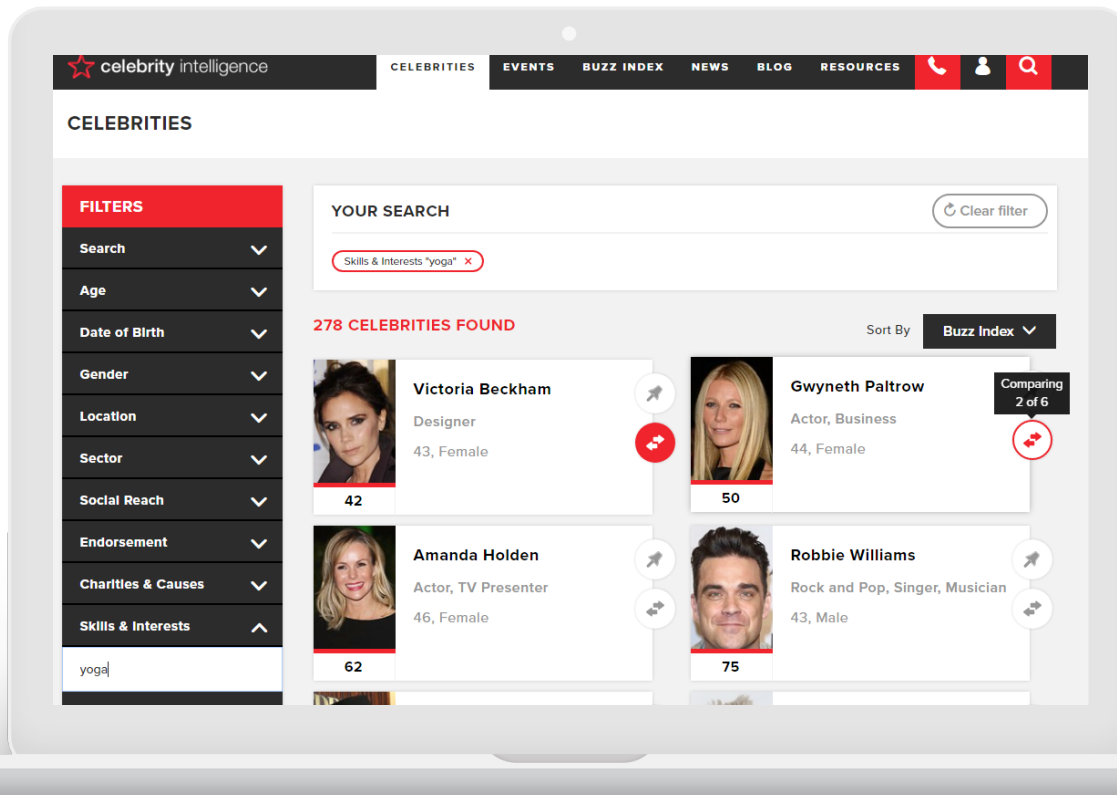 celebrity intelligence
CELEBRITIES EVENTS BUZZ INDEX NEWS BLOG RESOURCES
CELEBRITIES
FILTERS
Search
Age
Date of Birth
Gender
Location
Sector
Social Reach
Endorsement
Charities & Causes
Skills & Interests
yoga
YOUR SEARCH
Clear filter
Skills & Interests "yoga" ×
278 CELEBRITIES FOUND
Sort By Buzz Index
Victoria Beckham
Designer
43, Female
42
Gwyneth Paltrow
Actor, Business
44, Female
50
Comparing
2 of 6
Amanda Holden
Actor, TV Presenter
46, Female
62
Robbie Williams
Rock and Pop, Singer, Musician
43, Male
75